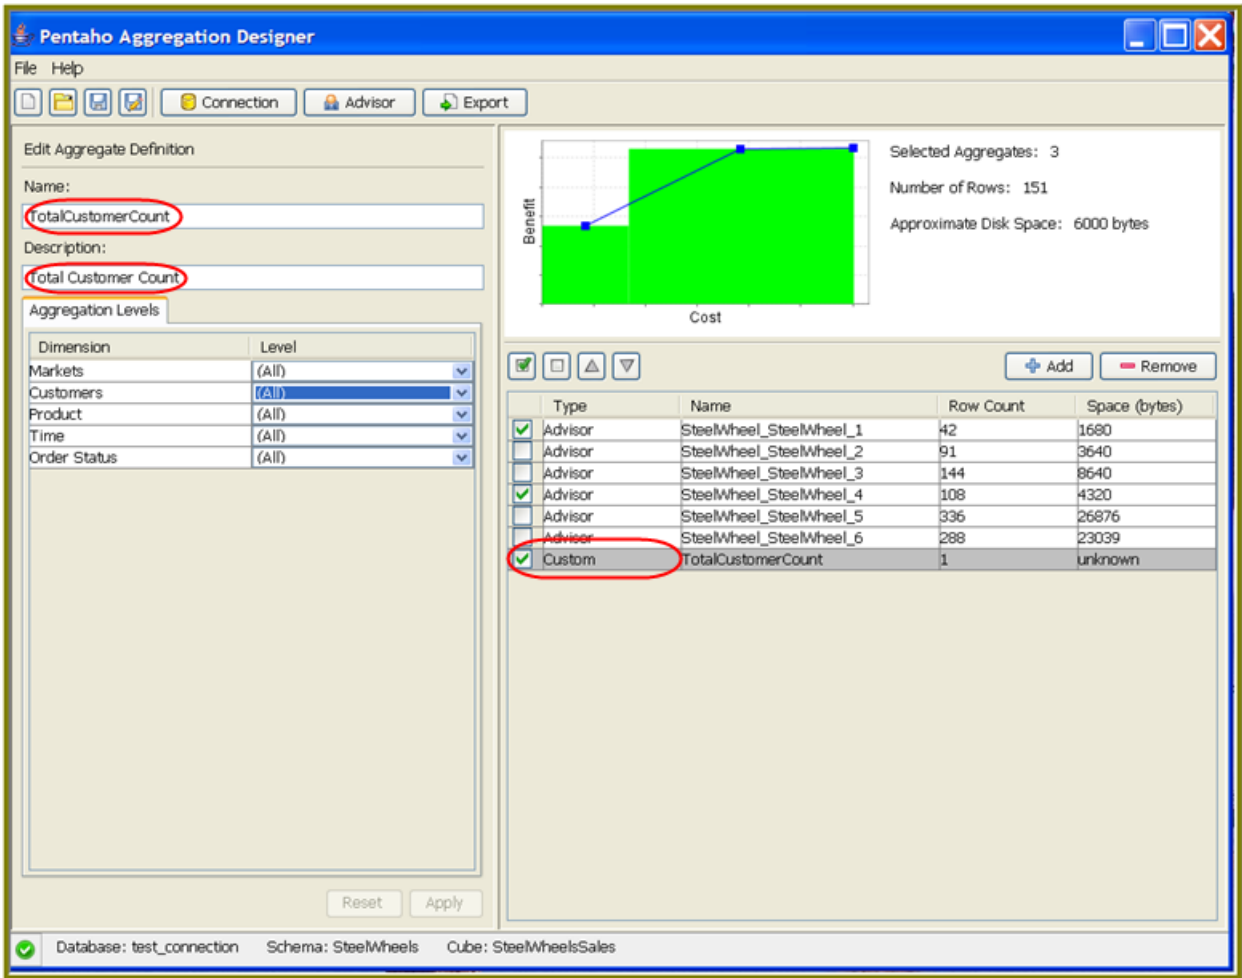 Pentaho Aggregation Designer
File Help
Connection Advisor Export
Edit Aggregate Definition
Name:
TotalCustomerCount
Description:
Total Customer Count
Aggregation Levels
Dimension Level
Markets (All)
Customers (All)
Product (All)
Time (All)
Order Status (All)
Reset Apply
Benefit
Cost
Selected Aggregates: 3
Number of Rows: 151
Approximate Disk Space: 6000 bytes
Add Remove
Type Name Row Count Space (bytes)
Advisor SteelWheel_SteelWheel_1 42 1680
Advisor SteelWheel_SteelWheel_2 91 3640
Advisor SteelWheel_SteelWheel_3 144 8640
Advisor SteelWheel_SteelWheel_4 108 4320
Advisor SteelWheel_SteelWheel_5 336 26876
Advisor SteelWheel_SteelWheel_6 288 23039
Custom TotalCustomerCount 1 unknown
Database: test_connection Schema: SteelWheels Cube: SteelWheelsSales